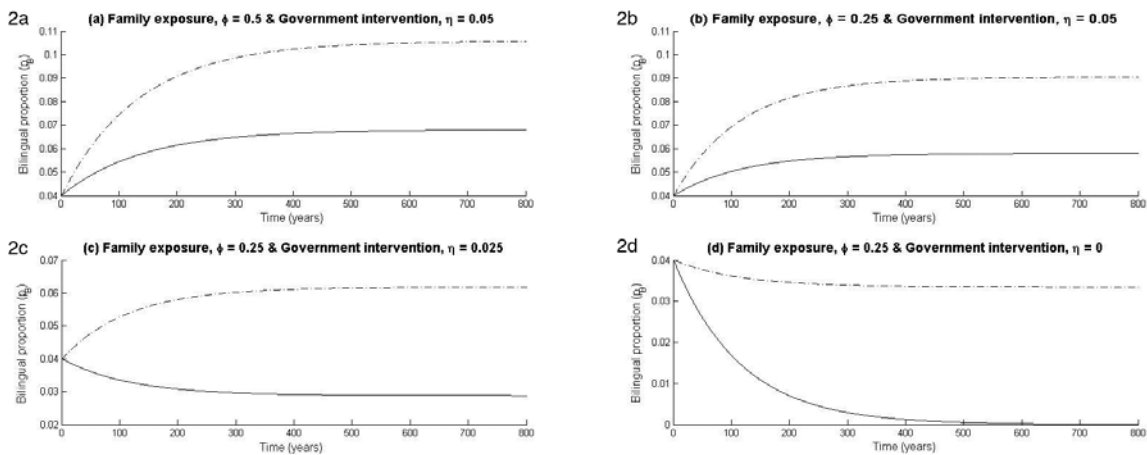 2a
(a) Family exposure, ϕ = 0.5 & Government intervention, η = 0.05
Bilingual proportion (p_B)
0.11
0.1
0.09
0.08
0.07
0.06
0.05
0.04
0 100 200 300 400 500 600 700 800
Time (years)
2b
(b) Family exposure, ϕ = 0.25 & Government intervention, η = 0.05
Bilingual proportion (p_B)
0.11
0.1
0.09
0.08
0.07
0.06
0.05
0.04
0 100 200 300 400 500 600 700 800
Time (years)
2c
(c) Family exposure, ϕ = 0.25 & Government intervention, η = 0.025
Bilingual proportion (p_B)
0.07
0.06
0.05
0.04
0.03
0.02
0 100 200 300 400 500 600 700 800
Time (years)
2d
(d) Family exposure, ϕ = 0.25 & Government intervention, η = 0
Bilingual proportion (p_B)
0.04
0.03
0.02
0.01
0
0 100 200 300 400 500 600 700 800
Time (years)